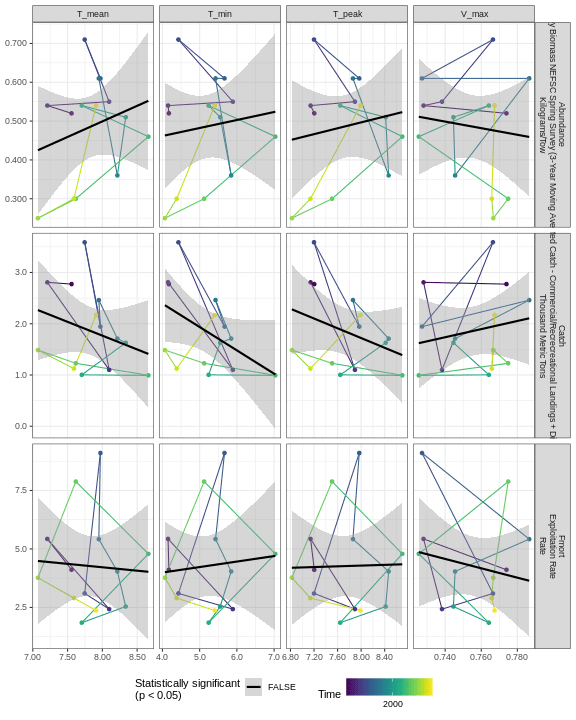 T_mean
T_min
T_peak
V_max
0.700
0.600
0.500
0.400
0.300
Abundance
y Biomass NEFSC Spring Survey (3-Year Moving Ave
Kilograms/tow
3.0
2.0
1.0
0.0
Catch
ted Catch - Commercial/Recreational Landings + Di
Thousand Metric Tons
7.5
5.0
2.5
Fmort
Exploitation Rate
Rate
7.00 7.50 8.00 8.50
4.0 5.0 6.0 7.0
6.80 7.20 7.60 8.00 8.40
0.740 0.760 0.780
Statistically significant
(p < 0.05)
FALSE
Time
2000